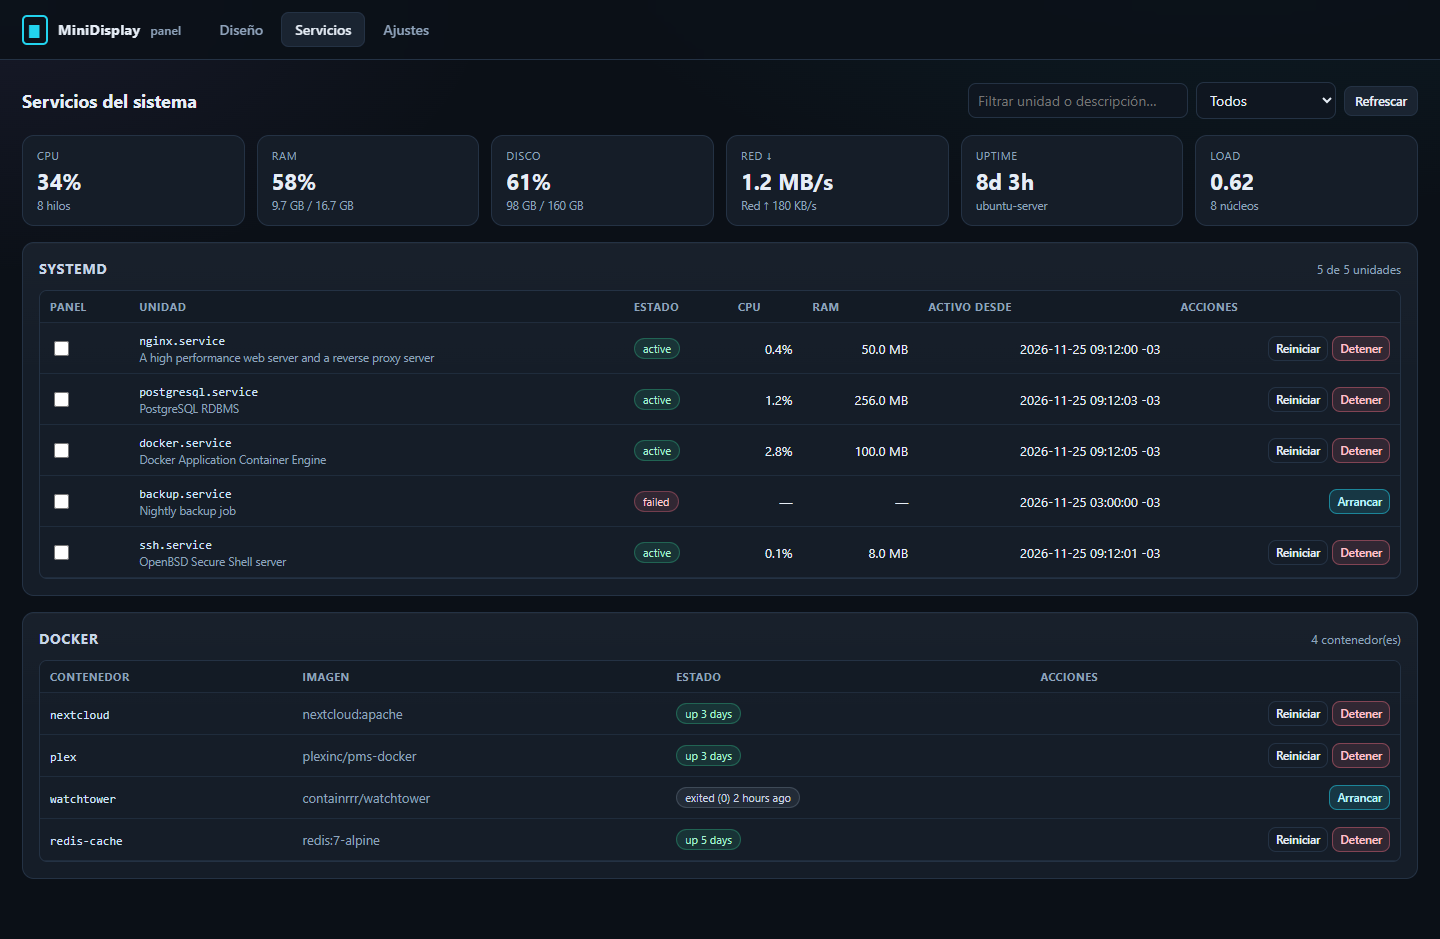 MiniDisplay panel Diseño Servicios Ajustes
Servicios del sistema Filtrar unidad o descripción... Todos Refrescar
CPU RAM DISCO RED ↓ UPTIME LOAD
34% 58% 61% 1.2 MB/s 8d 3h 0.62
8 hilos 9.7 GB / 16.7 GB 98 GB / 160 GB Red ↑ 180 KB/s ubuntu-server 8 núcleos
SYSTEMD 5 de 5 unidades
PANEL UNIDAD ESTADO CPU RAM ACTIVO DESDE ACCIONES
nginx.service active 0.4% 50.0 MB 2026-11-25 09:12:00 -03 Reiniciar Detener
A high performance web server and a reverse proxy server
postgresql.service active 1.2% 256.0 MB 2026-11-25 09:12:03 -03 Reiniciar Detener
PostgreSQL RDBMS
docker.service active 2.8% 100.0 MB 2026-11-25 09:12:05 -03 Reiniciar Detener
Docker Application Container Engine
backup.service failed — — 2026-11-25 03:00:00 -03 Arrancar
Nightly backup job
ssh.service active 0.1% 8.0 MB 2026-11-25 09:12:01 -03 Reiniciar Detener
OpenBSD Secure Shell server
DOCKER 4 contenedor(es)
CONTENEDOR IMAGEN ESTADO ACCIONES
nextcloud nextcloud:apache up 3 days Reiniciar Detener
plex plexinc/pms-docker up 3 days Reiniciar Detener
watchtower containrrr/watchtower exited (0) 2 hours ago Arrancar
redis-cache redis:7-alpine up 5 days Reiniciar Detener